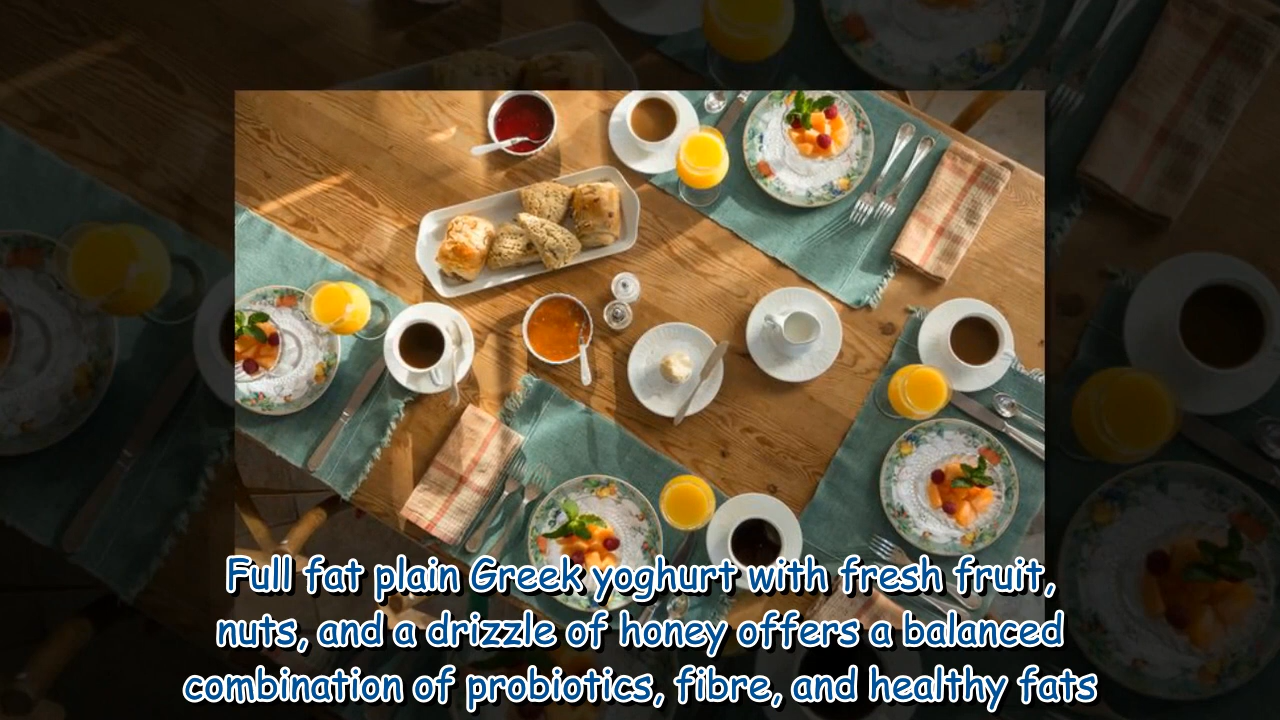 Full fat plain Greek yoghurt with fresh fruit,
nuts, and a drizzle of honey offers a balanced
combination of probiotics, fibre, and healthy fats